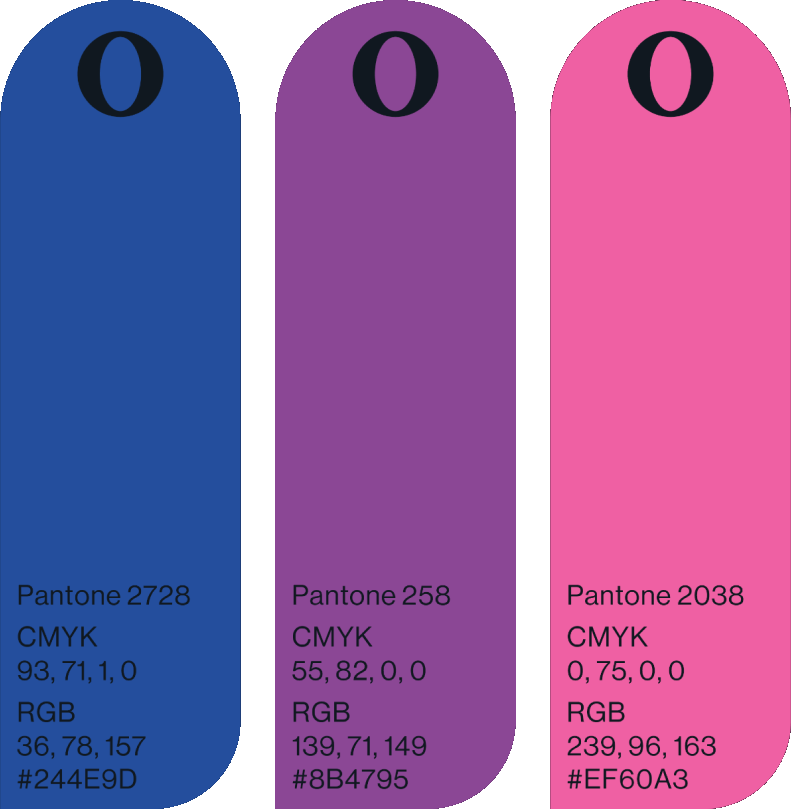 O
Pantone 2728
CMYK
93, 71, 1, 0
RGB
36, 78, 157
#244E9D
O
Pantone 258
CMYK
55, 82, 0, 0
RGB
139, 71, 149
#8B4795
O
Pantone 2038
CMYK
0, 75, 0, 0
RGB
239, 96, 163
#EF60A3